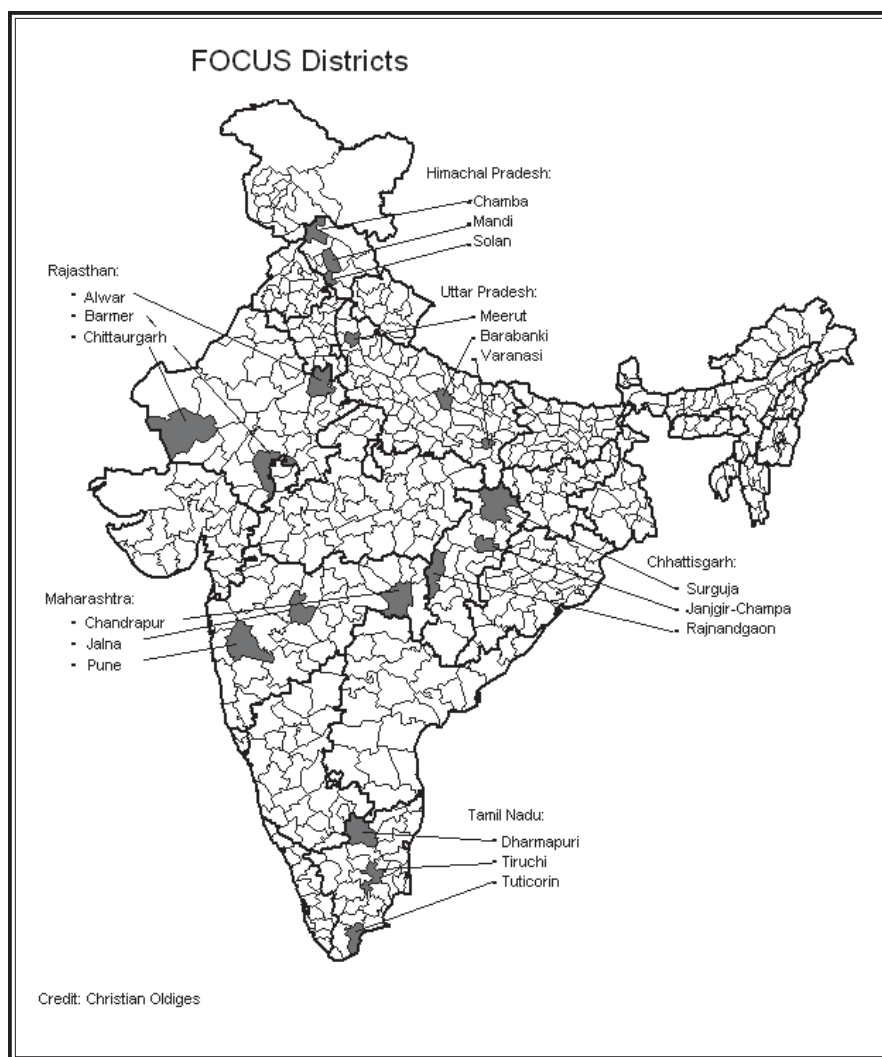 FOCUS Districts
Himachal Pradesh:
Chamba
Mandi
Solan
Rajasthan:
- Alwar
- Barmer
- Chittaurgarh
Uttar Pradesh:
Meerut
Barabanki
Varanasi
Chhattisgarh:
Surguja
Janjgir-Champa
Rajnandgaon
Maharashtra:
- Chandrapur
- Jalna
- Pune
Tamil Nadu:
Dharmapuri
Tiruchi
Tuticorin
Credit: Christian Oldiges